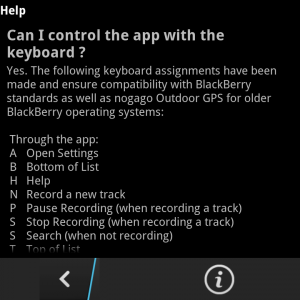 Help
Can I control the app with the
keyboard ?
Yes. The following keyboard assignments have been
made and ensure compatibility with BlackBerry
standards as well as nogago Outdoor GPS for older
BlackBerry operating systems:
Through the app:
A Open Settings
B Bottom of List
H Help
N Record a new track
P Pause Recording (when recording a track)
S Stop Recording (when recording a track)
S Search (when not recording)
T Top of List